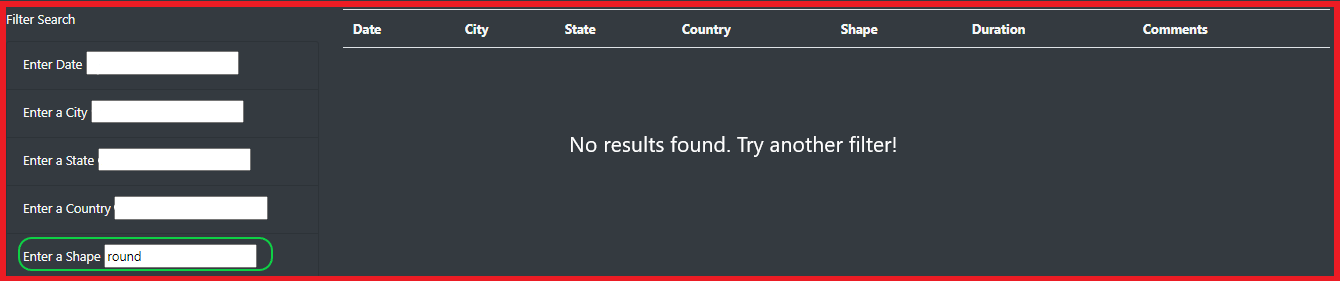 Filter Search
Enter Date
Enter a City
Enter a State
Enter a Country
Enter a Shape round
Date City State Country Shape Duration Comments
No results found. Try another filter!